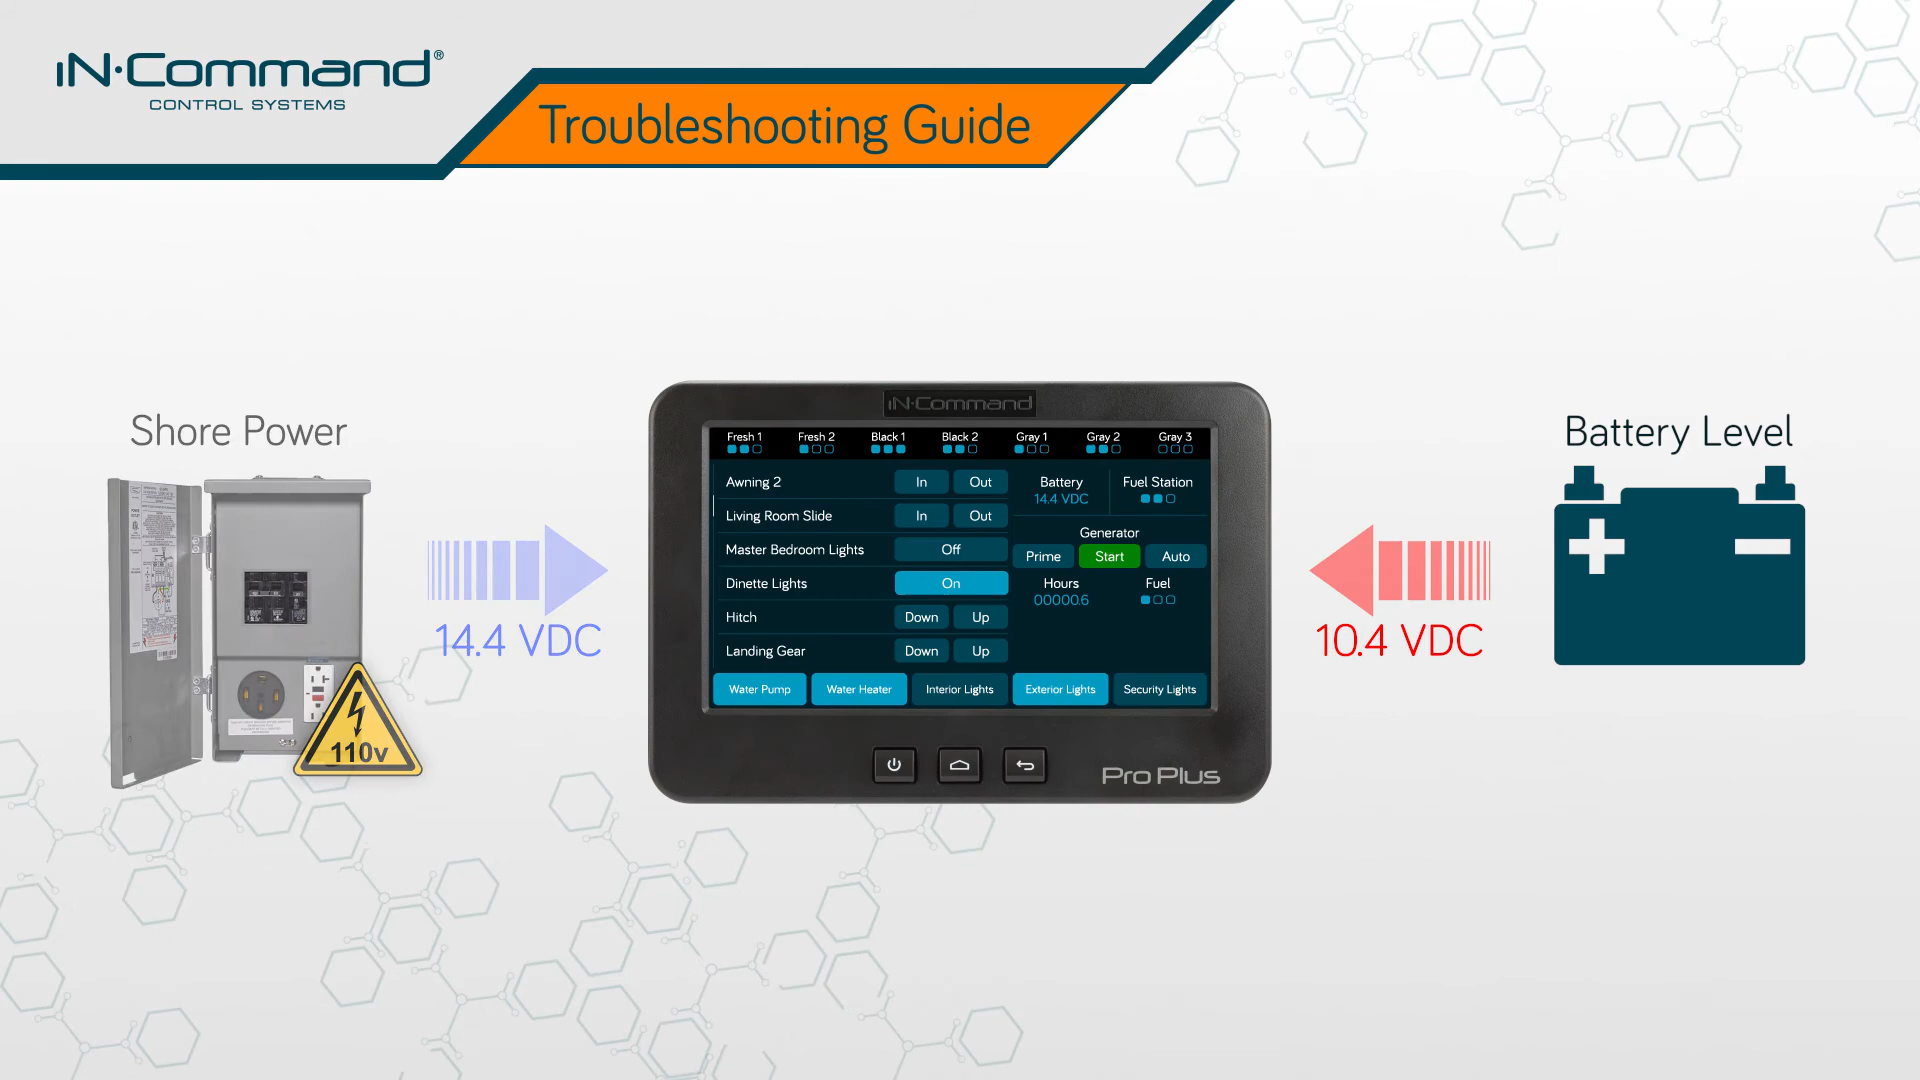 iN·Command®
CONTROL SYSTEMS
Troubleshooting Guide
Shore Power
110v
14.4 VDC
iN·Command
Fresh 1 Fresh 2 Black 1 Black 2 Gray 1 Gray 2 Gray 3
Awning 2 In Out
Living Room Slide In Out
Master Bedroom Lights Off
Dinette Lights On
Hitch Down Up
Landing Gear Down Up
Battery Fuel Station
14.4 VDC
Generator
Prime Start Auto
Hours Fuel
00000.6
Water Pump Water Heater Interior Lights Exterior Lights Security Lights
Pro Plus
10.4 VDC
Battery Level